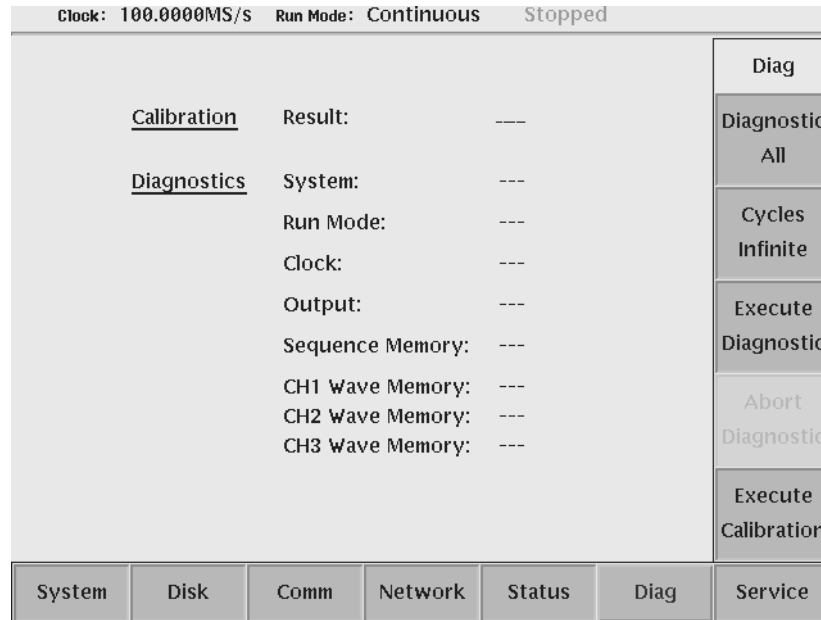 Clock: 100.0000MS/s Run Mode: Continuous Stopped
Calibration Result: ---
Diagnostics System: ---
Run Mode: ---
Clock: ---
Output: ---
Sequence Memory: ---
CH1 Wave Memory: ---
CH2 Wave Memory: ---
CH3 Wave Memory: ---
Diag
Diagnostic
All
Cycles
Infinite
Execute
Diagnostic
Abort
Diagnostic
Execute
Calibration
System Disk Comm Network Status Diag Service